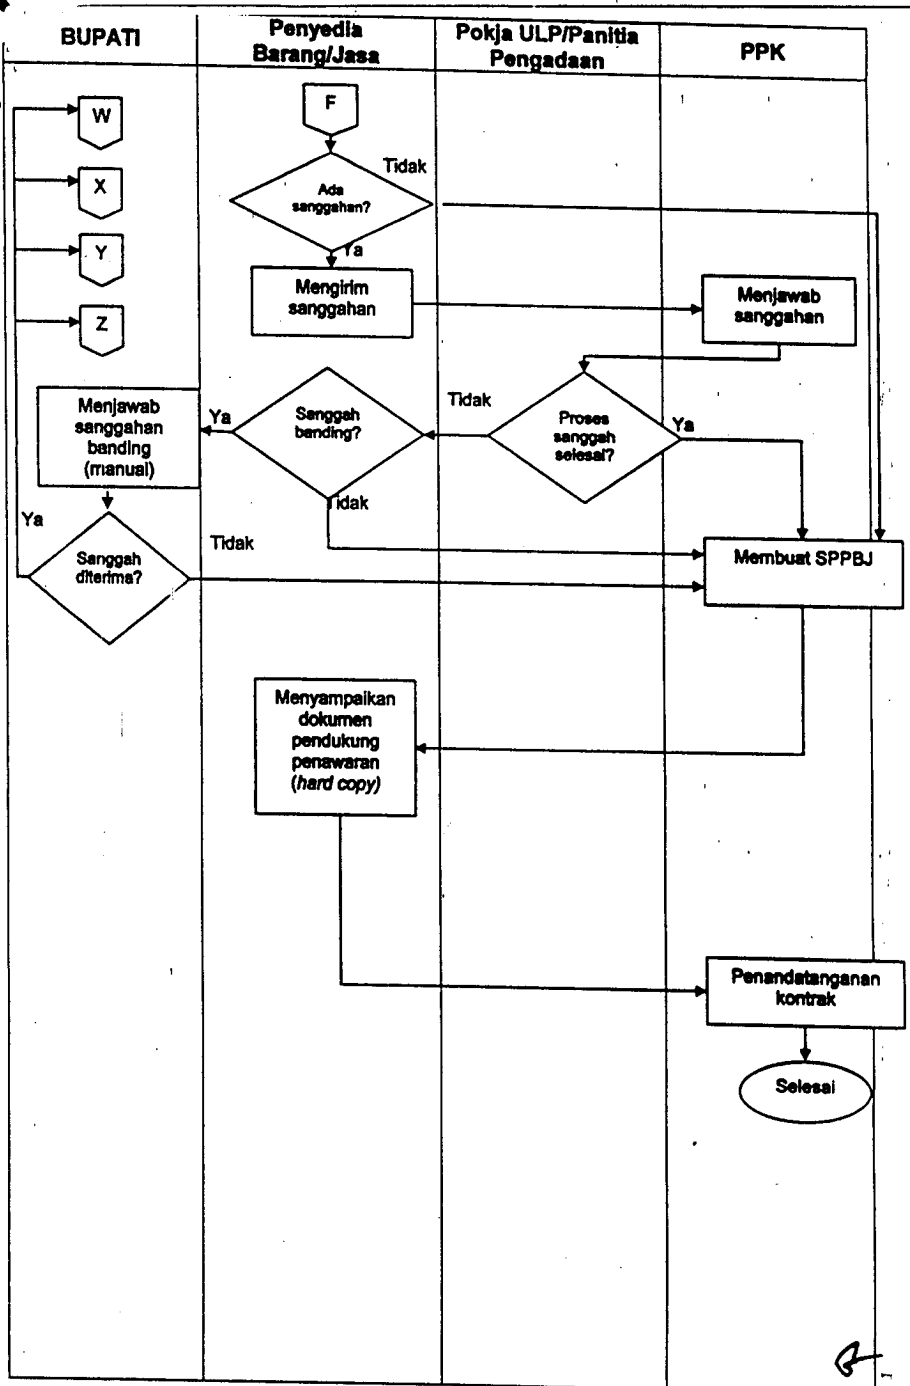 BUPATI
Penyedia
Barang/Jasa
Pokja ULP/Panitia
Pengadaan
PPK
W
X
Y
Z
F
Tidak
Ada
sanggahan?
Ya
Mengirim
sanggahan
Menjawab
sanggahan
Menjawab
sanggahan
banding
(manual)
Ya
Sanggah
banding?
Tidak
Proses
sanggah
selesai?
Ya
Tidak
Ya
Sanggah
diterima?
Tidak
Membuat SPPBJ
Menyampaikan
dokumen
pendukung
penawaran
(hard copy)
Penandatanganan
kontrak
Selesai